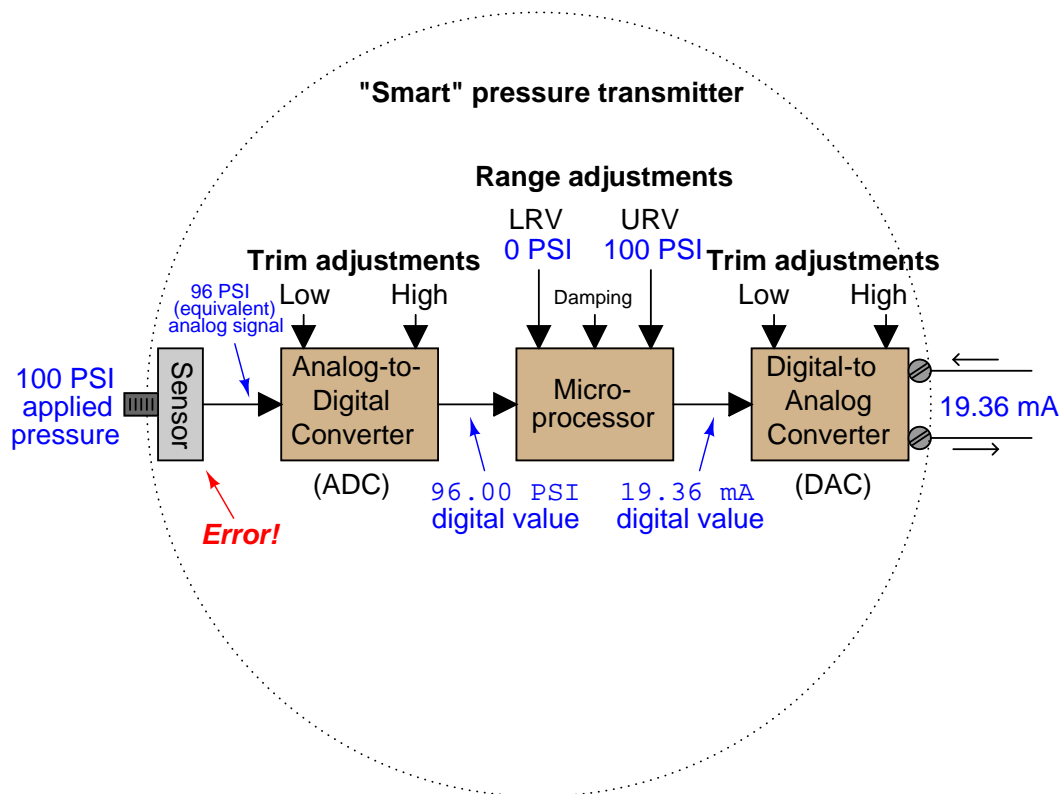 "Smart" pressure transmitter
Range adjustments
LRV
URV
0 PSI
100 PSI
Trim adjustments
Low
High
Damping
Trim adjustments
Low
High
96 PSI
(equivalent)
analog signal
100 PSI
applied
pressure
Sensor
Analog-to-
Digital
Converter
(ADC)
Micro-
processor
Digital-to
Analog
Converter
(DAC)
19.36 mA
96.00 PSI
digital value
19.36 mA
digital value
Error!